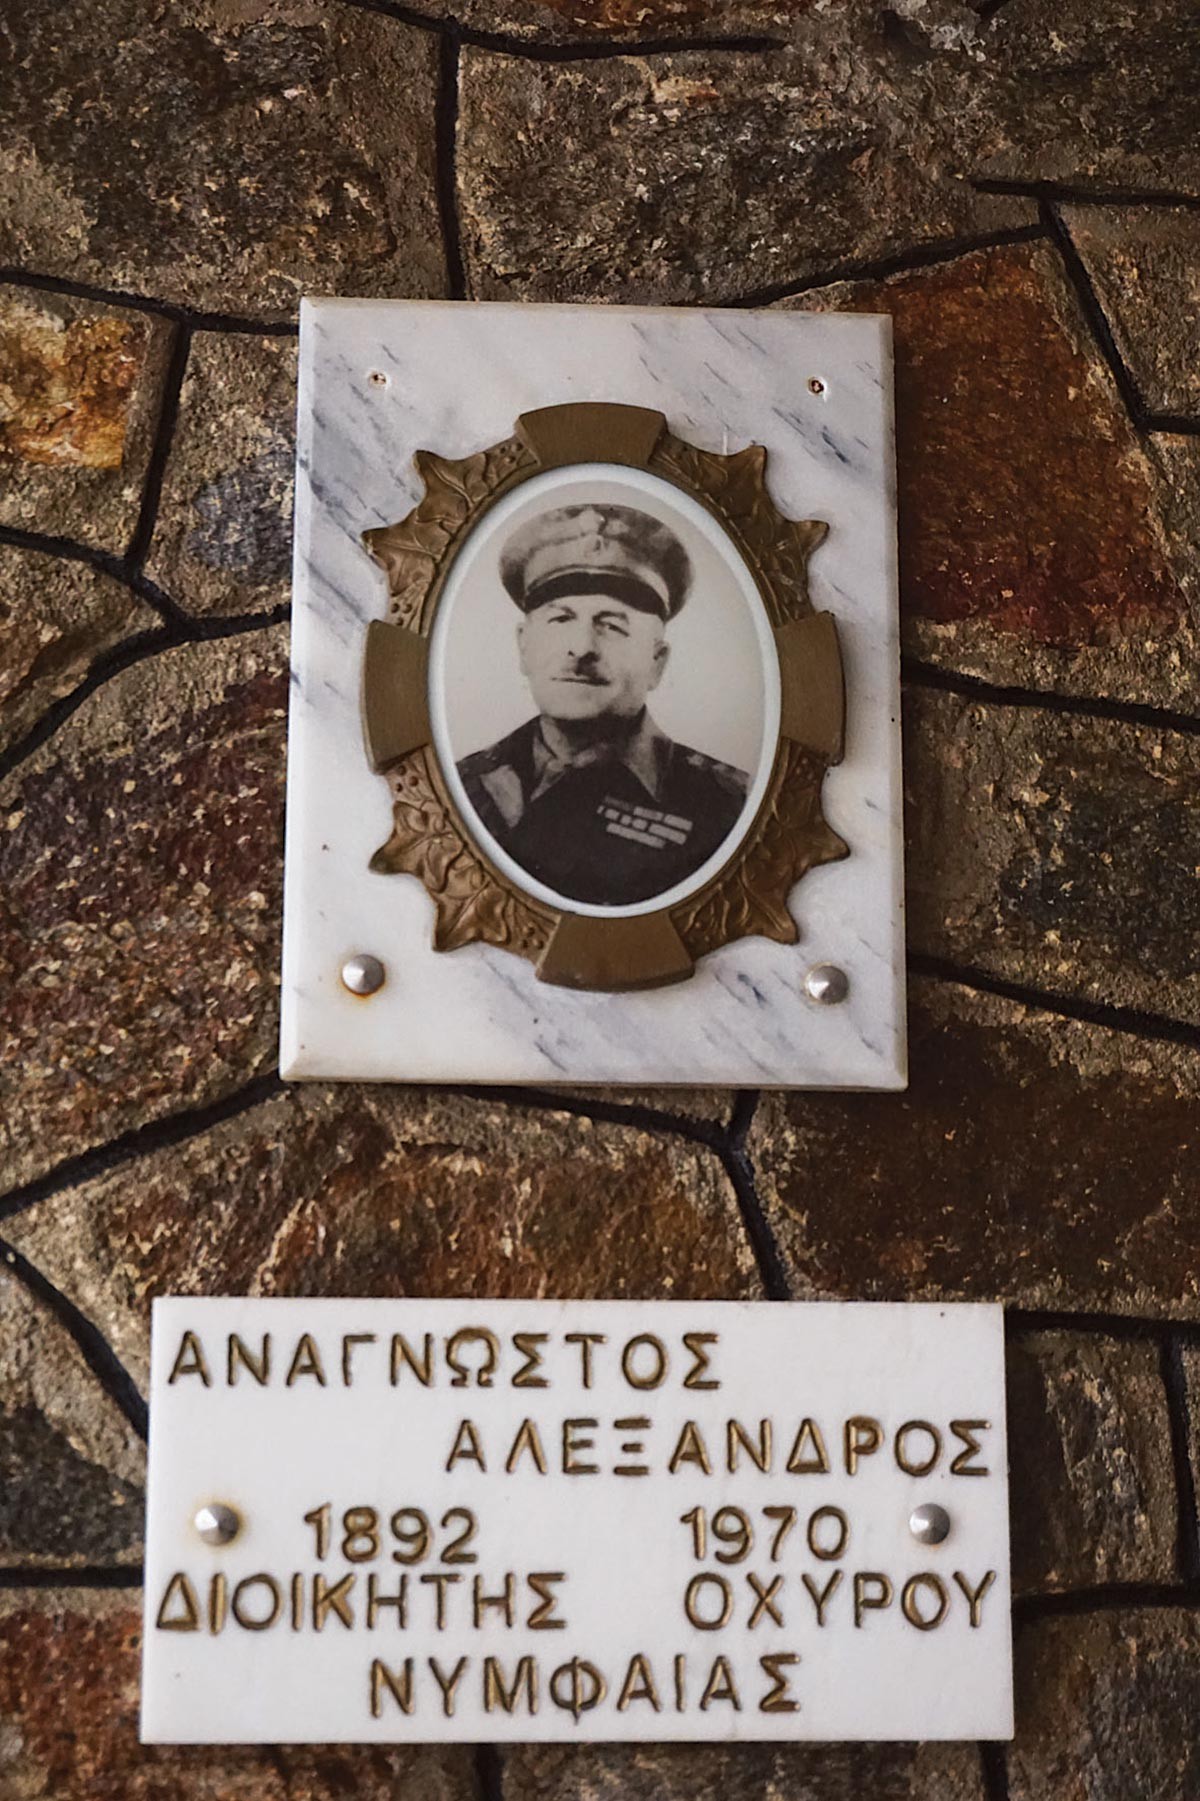 ΑΝΑΓΝΩΣΤΟΣ
ΑΛΕΞΑΝΔΡΟΣ
1892 1970
ΔΙΟΙΚΗΤΗΣ ΟΧΥΡΟΥ
ΝΥΜΦΑΙΑΣ